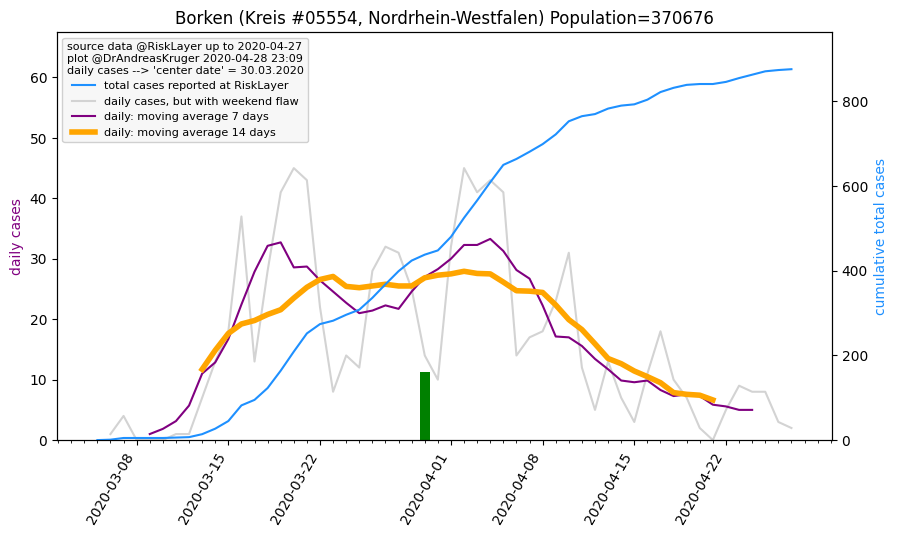 Borken (Kreis #05554, Nordrhein-Westfalen) Population=370676
source data @RiskLayer up to 2020-04-27
plot @DrAndreasKruger 2020-04-28 23:09
daily cases --> 'center date' = 30.03.2020
total cases reported at RiskLayer
daily cases, but with weekend flaw
daily: moving average 7 days
daily: moving average 14 days
daily cases
60
50
40
30
20
10
0
800
600
400
200
0
cumulative total cases
2020-03-08
2020-03-15
2020-03-22
2020-04-01
2020-04-08
2020-04-15
2020-04-22